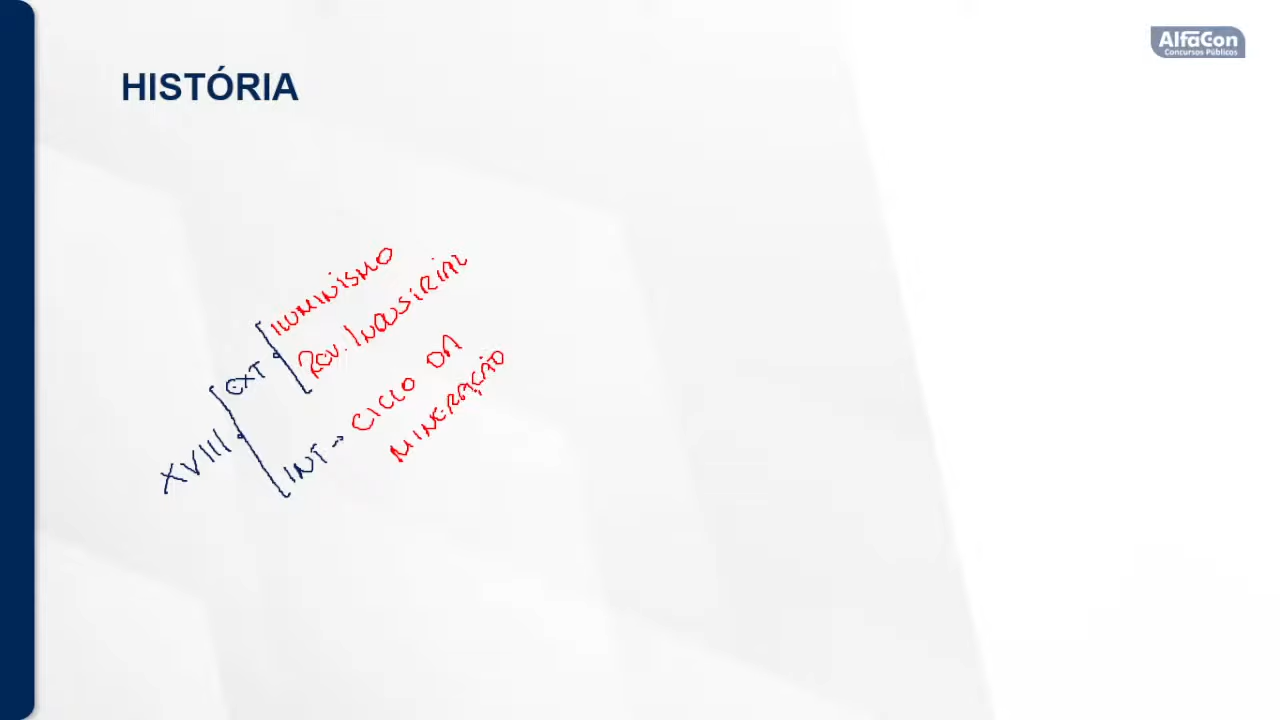 AlfaCon
Concursos Públicos
HISTÓRIA
XVIII
EXT
ILUMINISMO
REV. INDUSTRIAL
INT → CICLO DA
MINERAÇÃO